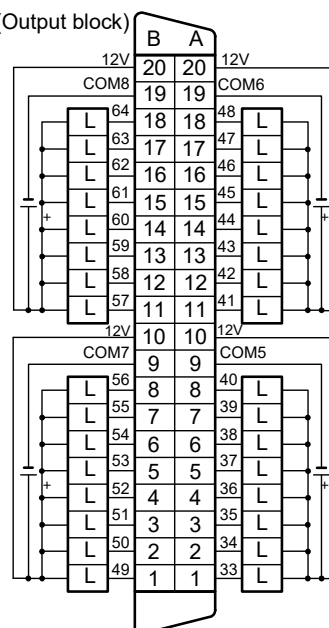 (Output block)
B A
12V 20 20 12V
COM8 19 19 COM6
L 64 18 18 48 L
L 63 17 17 47 L
L 62 16 16 46 L
L 61 15 15 45 L
+ L 60 14 14 44 L +
L 59 13 13 43 L
L 58 12 12 42 L
L 57 11 11 41 L
12V 10 10 12V
COM7 9 9 COM5
L 56 8 8 40 L
L 55 7 7 39 L
L 54 6 6 38 L
L 53 5 5 37 L
+ L 52 4 4 36 L +
L 51 3 3 35 L
L 50 2 2 34 L
L 49 1 1 33 L